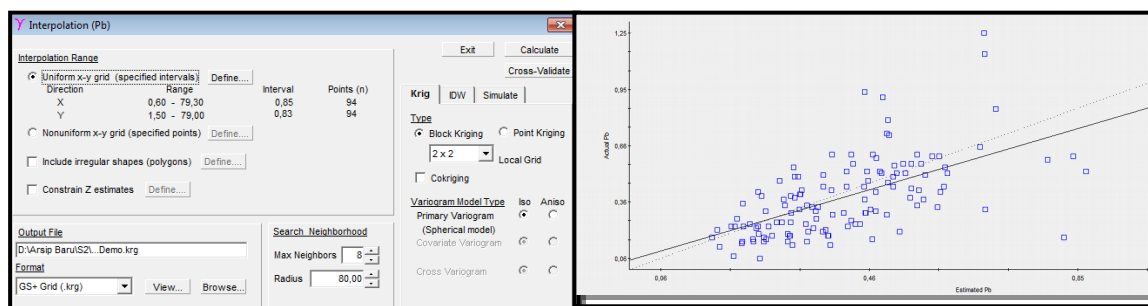 Interpolation (Pb)
Exit Calculate
Cross-Validate
Interpolation Range
Uniform x-y grid (specified intervals) Define....
Direction Range Interval Points (n)
X 0,60 - 79,30 0,85 94
Y 1,50 - 79,00 0,83 94
Nonuniform x-y grid (specified points) Define....
Include irregular shapes (polygons) Define....
Constrain Z estimates Define....
Krig IDW Simulate
Type
Block Kriging Point Kriging
2 x 2 Local Grid
Cokriging
Variogram Model Type Iso Aniso
Primary Variogram
(Spherical model)
Covariate Variogram
Cross Variogram
Output File
D:\Arsip Baru\S2\...Demo.krg
Format
GS+ Grid (.krg) View... Browse...
Search Neighborhood
Max Neighbors 8
Radius 80,00
Actual Pb
1,25
0,95
0,66
0,36
0,06
0,06 0,46 0,85
Estimated Pb